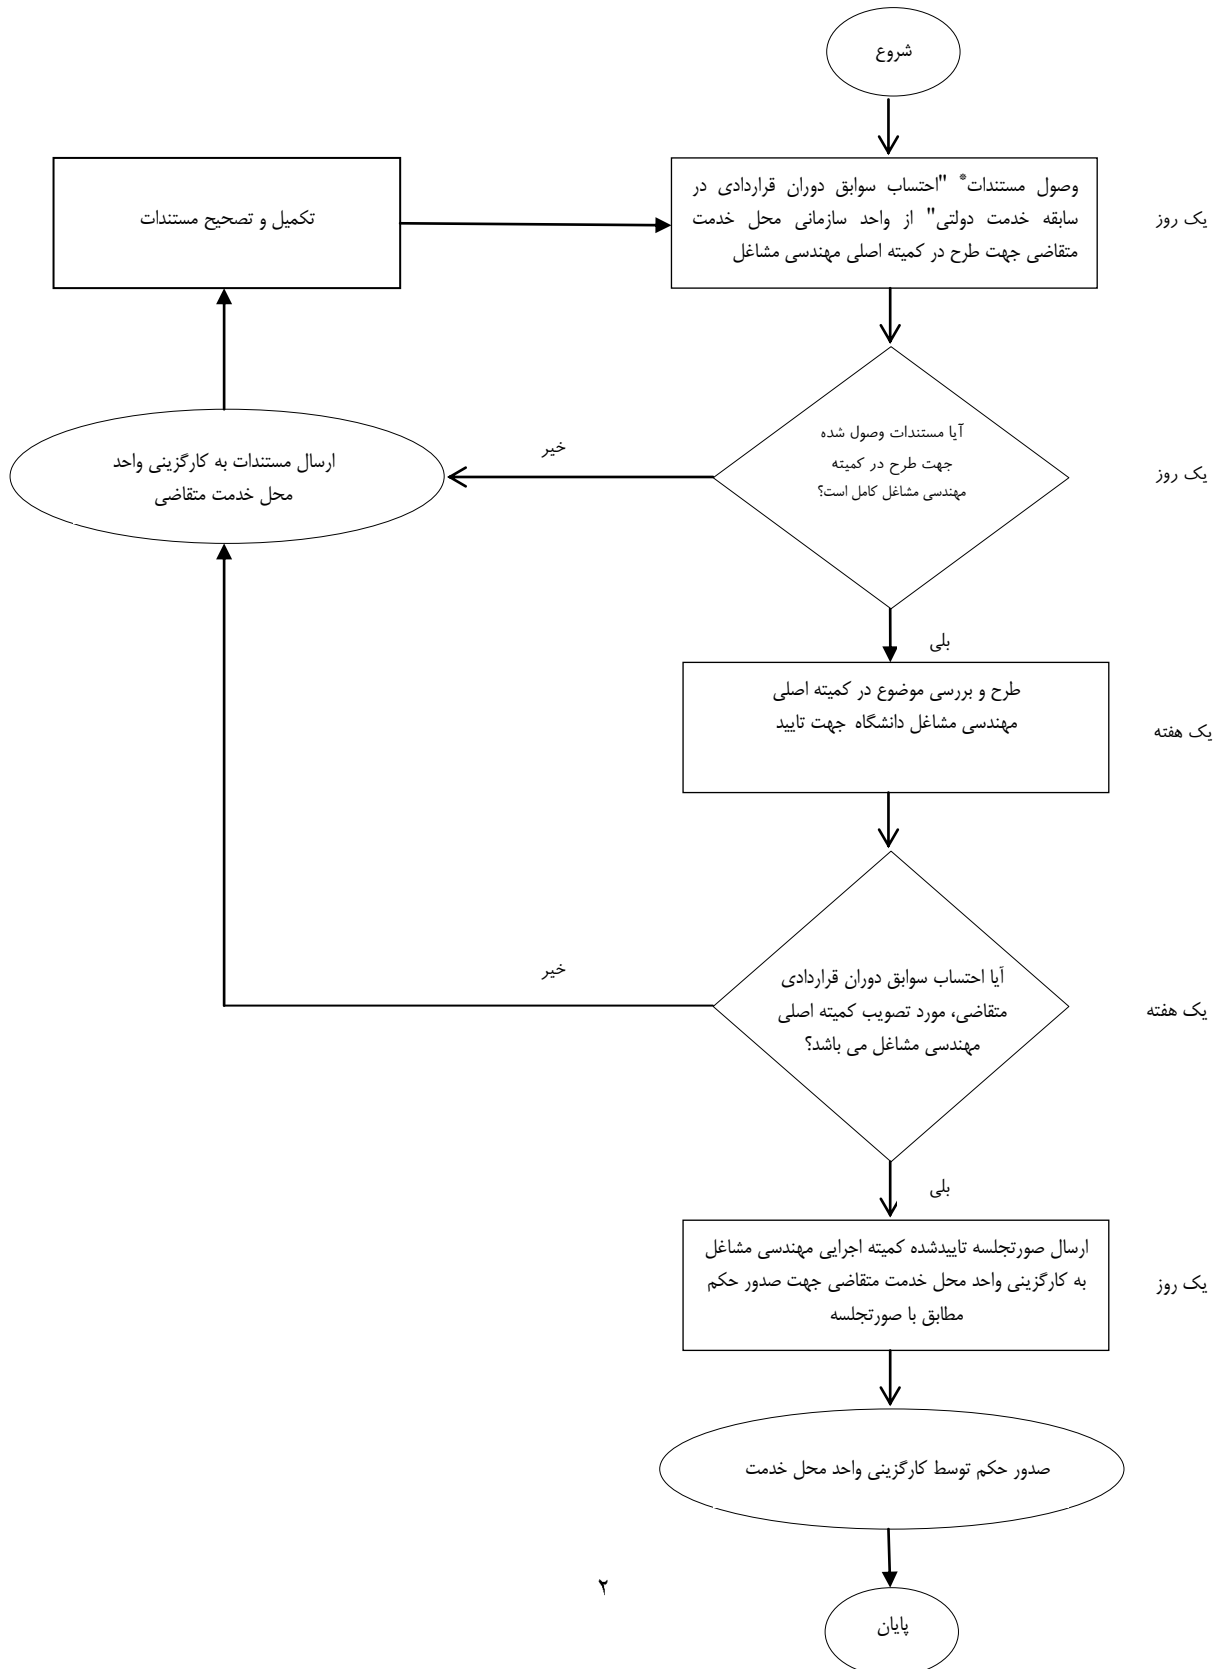 شروع
وصول مستندات* "احتساب سوابق دوران قراردادی در
سابقه خدمت دولتی" از واحد سازمانی محل خدمت
متقاضی جهت طرح در کمیته اصلی مهندسی مشاغل
یک روز
تکمیل و تصحیح مستندات
آیا مستندات وصول شده
جهت طرح در کمیته
مهندسی مشاغل کامل است؟
یک روز
خیر
ارسال مستندات به کارگزینی واحد
محل خدمت متقاضی
بلی
طرح و بررسی موضوع در کمیته اصلی
مهندسی مشاغل دانشگاه جهت تایید
یک هفته
آیا احتساب سوابق دوران قراردادی
متقاضی، مورد تصویب کمیته اصلی
مهندسی مشاغل می باشد؟
یک هفته
خیر
بلی
ارسال صورتجلسه تاییدشده کمیته اجرایی مهندسی مشاغل
به کارگزینی واحد محل خدمت متقاضی جهت صدور حکم
مطابق با صورتجلسه
یک روز
صدور حکم توسط کارگزینی واحد محل خدمت
۲
پایان